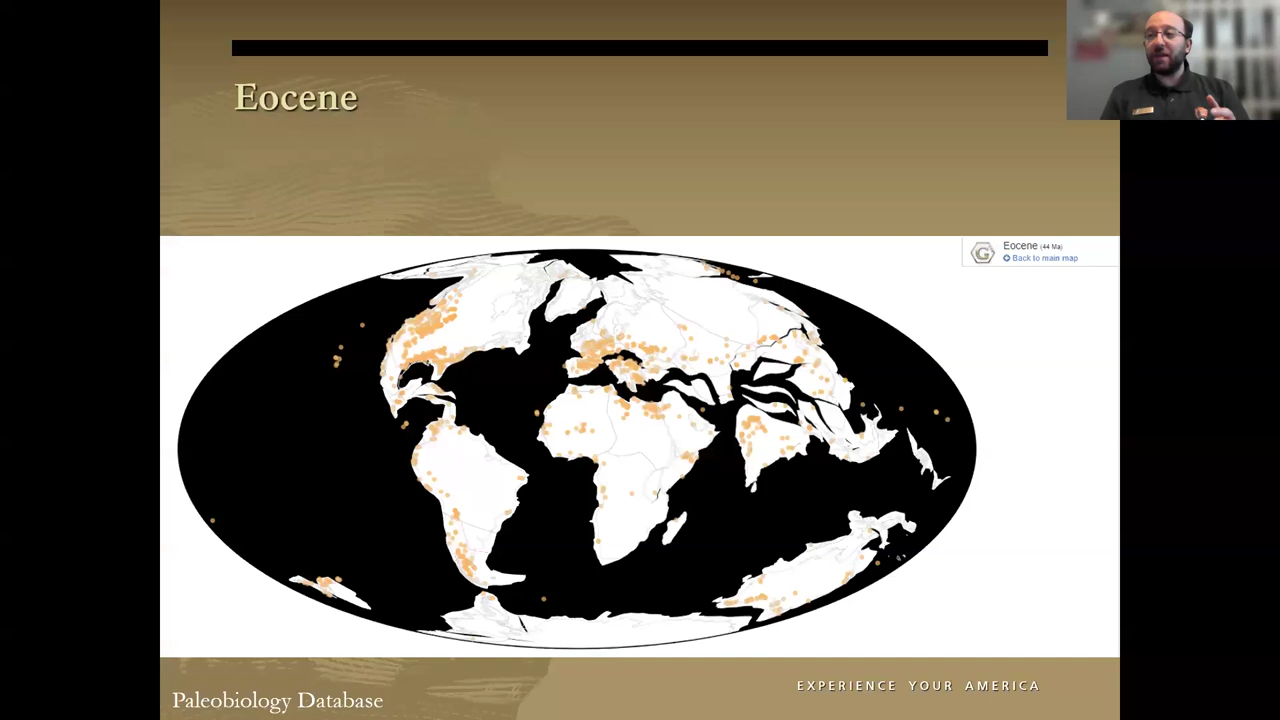 Eocene
Eocene (44 Ma)
Back to main map
G
EXPERIENCE YOUR AMERICA
Paleobiology Database